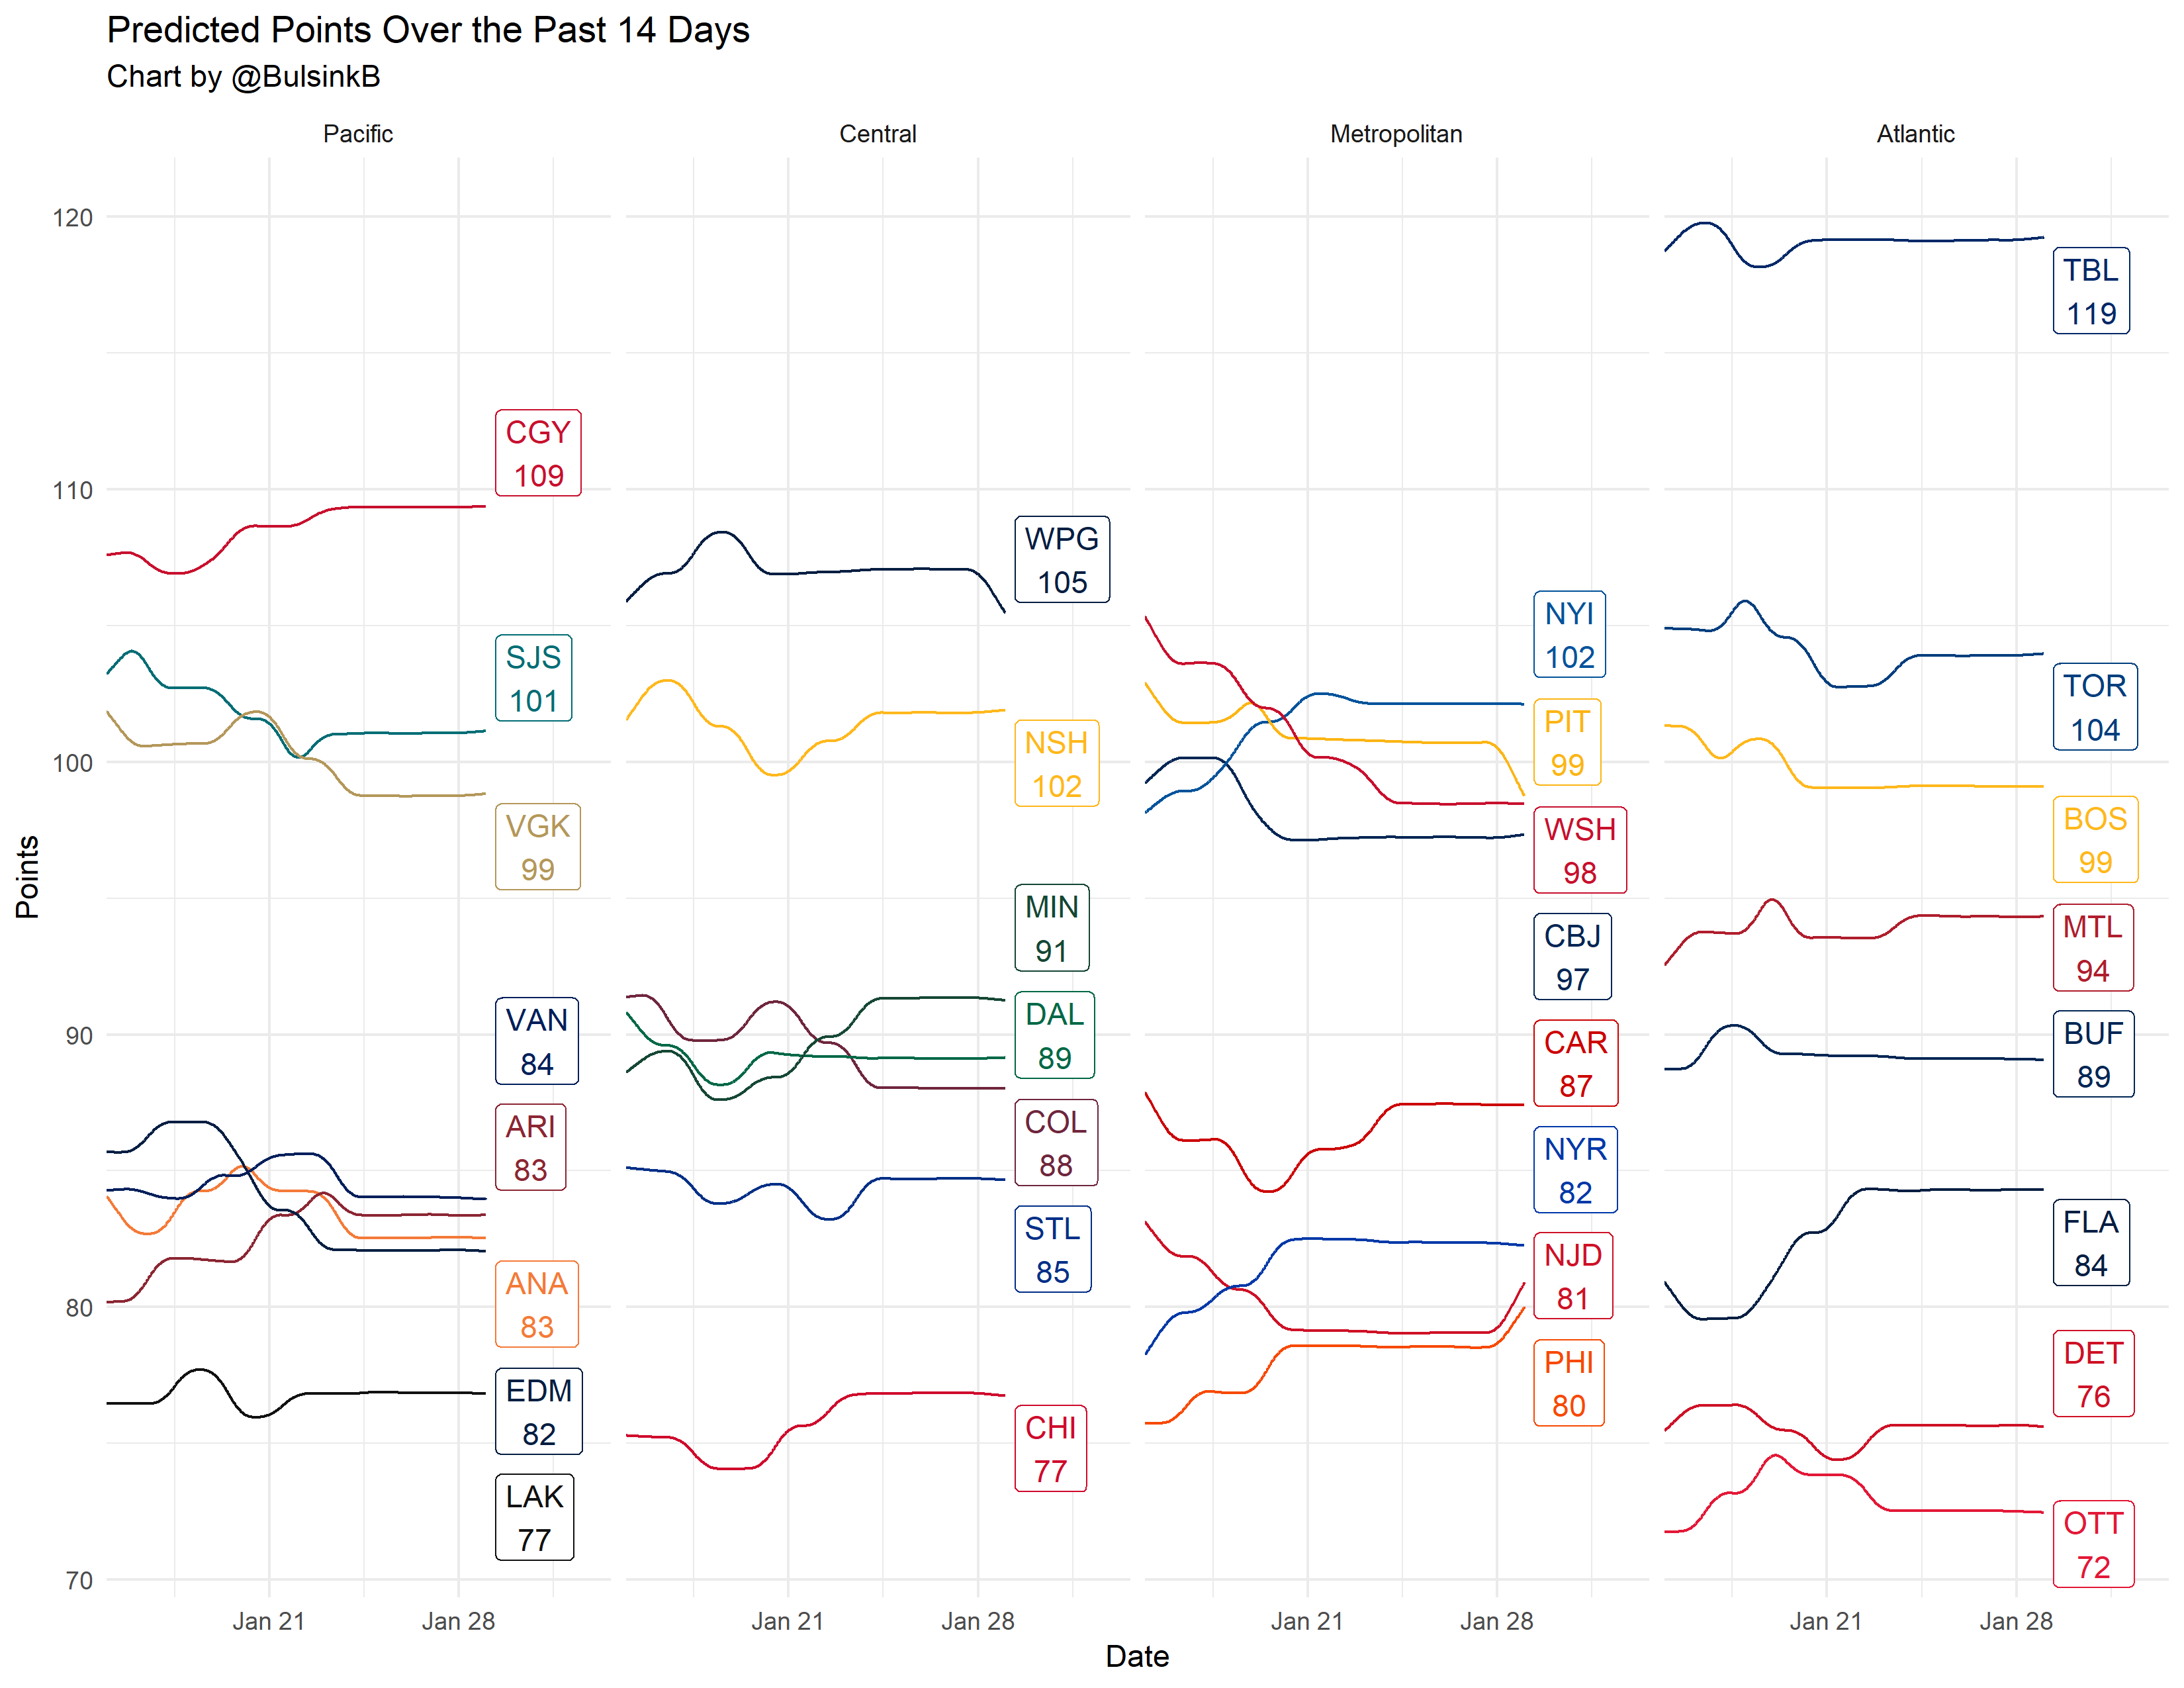 Predicted Points Over the Past 14 Days
Chart by @BulsinkB
Pacific
Central
Metropolitan
Atlantic
120
110
100
90
80
70
Points
CGY
109
SJS
101
VGK
99
VAN
84
ARI
83
ANA
83
EDM
82
LAK
77
WPG
105
NSH
102
MIN
91
DAL
89
COL
88
STL
85
CHI
77
NYI
102
PIT
99
WSH
98
CBJ
97
CAR
87
NYR
82
NJD
81
PHI
80
TBL
119
TOR
104
BOS
99
MTL
94
BUF
89
FLA
84
DET
76
OTT
72
Jan 21
Jan 28
Jan 21
Jan 28
Jan 21
Jan 28
Jan 21
Jan 28
Date